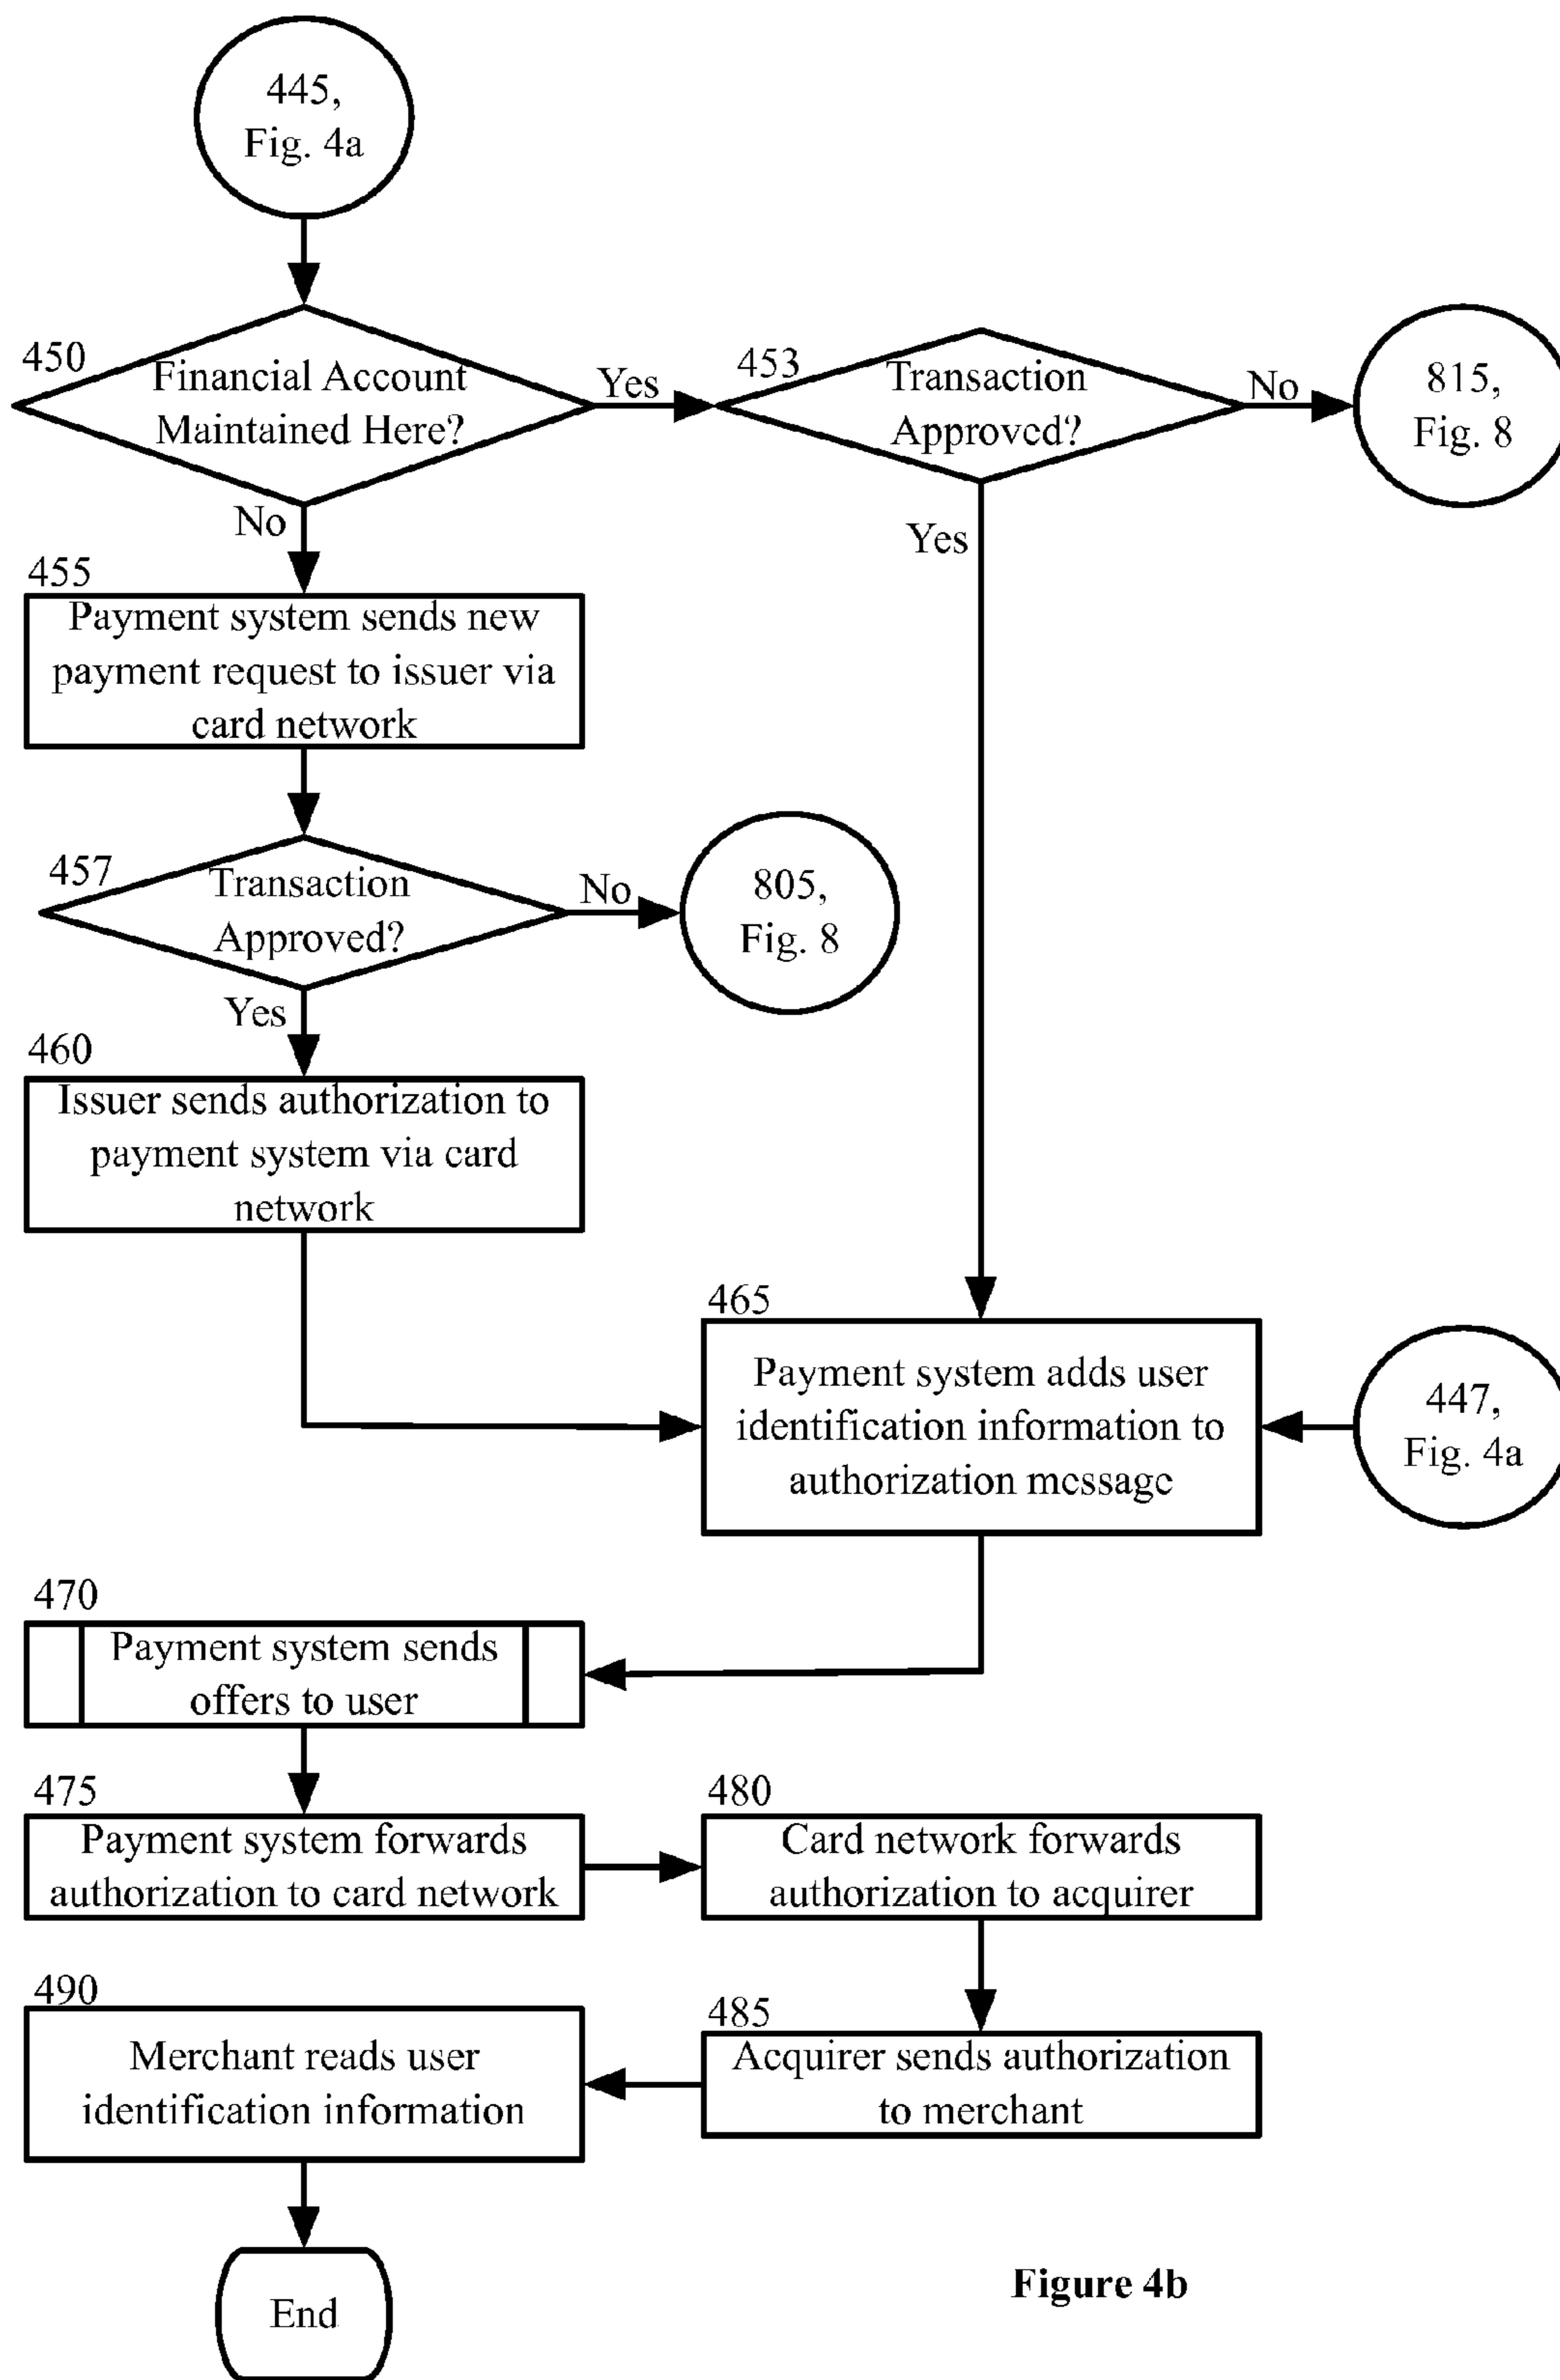 445,
Fig. 4a
450
Financial Account
Maintained Here?
Yes
453
Transaction
Approved?
No
815,
Fig. 8
No
Yes
455
Payment system sends new
payment request to issuer via
card network
457
Transaction
Approved?
No
805,
Fig. 8
Yes
460
Issuer sends authorization to
payment system via card
network
465
Payment system adds user
identification information to
authorization message
447,
Fig. 4a
470
Payment system sends
offers to user
475
Payment system forwards
authorization to card network
480
Card network forwards
authorization to acquirer
485
Acquirer sends authorization
to merchant
490
Merchant reads user
identification information
End
Figure 4b